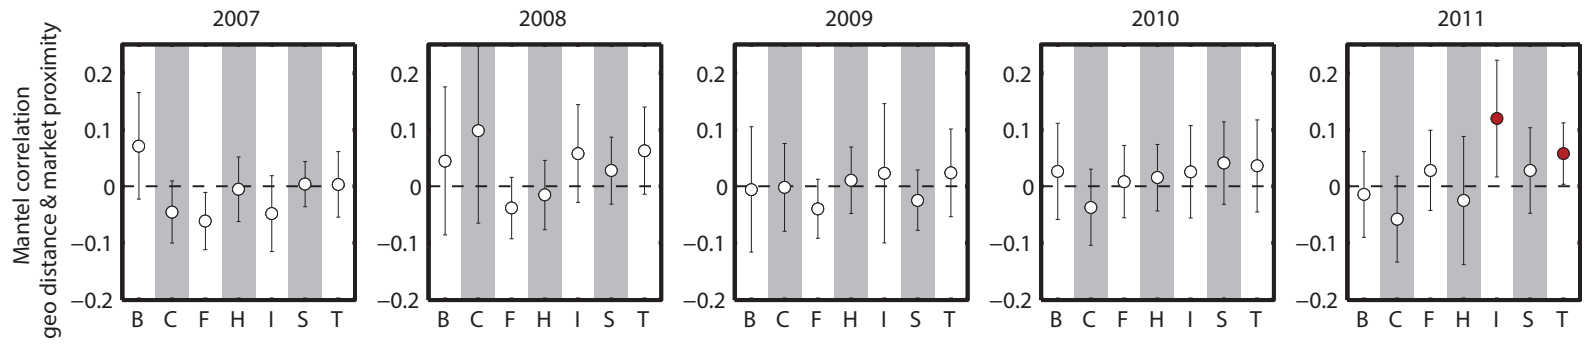 2007 2008 2009 2010 2011
Mantel correlation
geo distance & market proximity
0.2 0.2 0.2 0.2 0.2
0.1 0.1 0.1 0.1 0.1
0 0 0 0 0
−0.1 −0.1 −0.1 −0.1 −0.1
−0.2 −0.2 −0.2 −0.2 −0.2
B C F H I S T B C F H I S T B C F H I S T B C F H I S T B C F H I S T